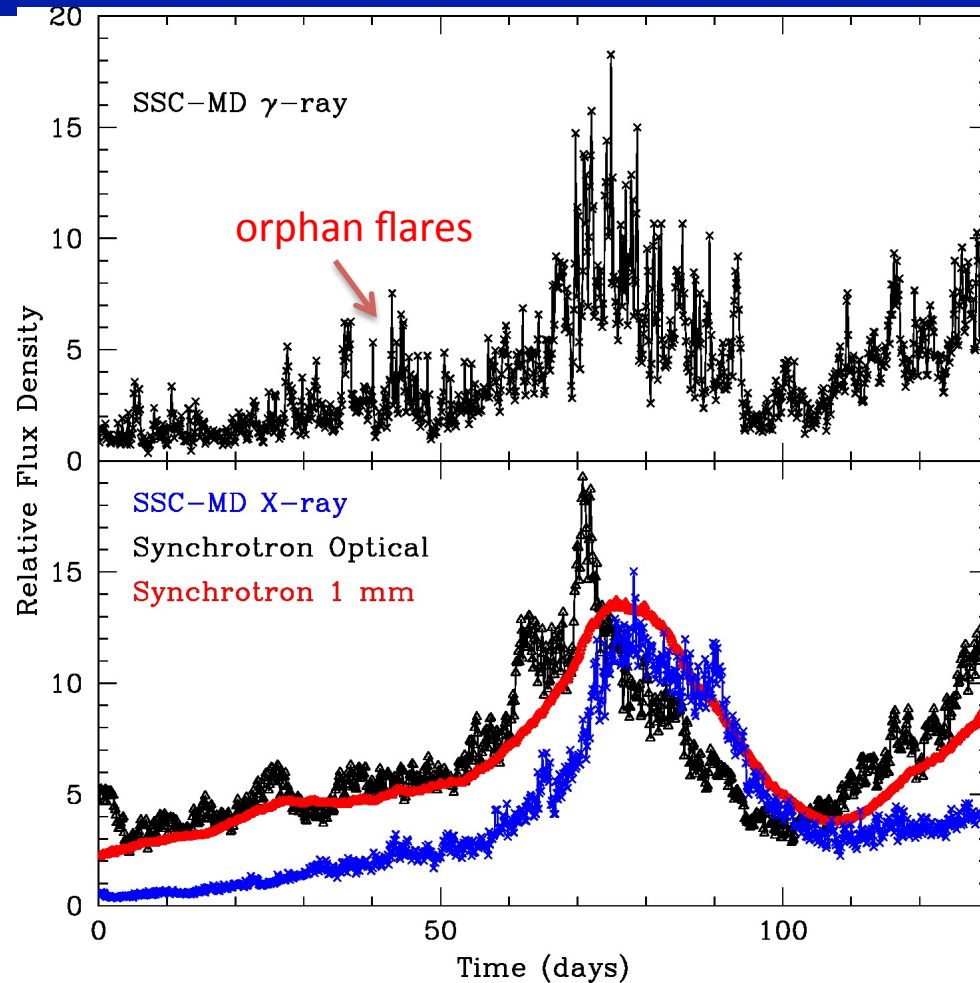 20
SSC-MD γ-ray
15
orphan flares
10
5
0
Relative Flux Density
SSC-MD X-ray
Synchrotron Optical
Synchrotron 1 mm
15
10
5
0
0 50 100
Time (days)